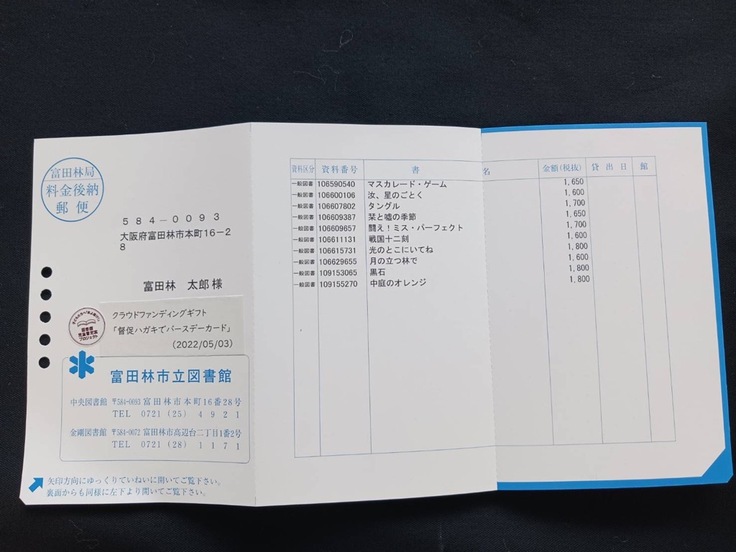 富田林局
料金後納
郵便
584-0093
大阪府富田林市本町16-2
8
富田林 太郎様
クラウドファンディングギフト
「督促ハガキでバースデーカード」
(2022/05/03)
富田林市立図書館
中央図書館 〒584-0093 富田林市本町16番28号
TEL 0721(25)4921
金剛図書館 〒584-0072 富田林市高辺台二丁目1番2号
TEL 0721(28)1171
矢印方向にゆっくりていねいに開いてご覧下さい。
裏面からも同様に左下より開いてご覧下さい。
資料区分 資料番号 書名 金額(税抜) 貸出日 館
一般図書 106590540 マスカレード・ゲーム 1,650
一般図書 106600106 汝、星のごとく 1,600
一般図書 106607802 タングル 1,700
一般図書 106609387 栞と嘘の季節 1,650
一般図書 106609657 闘え！ミス・パーフェクト 1,700
一般図書 106611131 戦国十二刻 1,600
一般図書 106615731 光のとこにいてね 1,800
一般図書 106629655 月の立つ林で 1,600
一般図書 109153065 黒石 1,800
一般図書 109155270 中庭のオレンジ 1,800